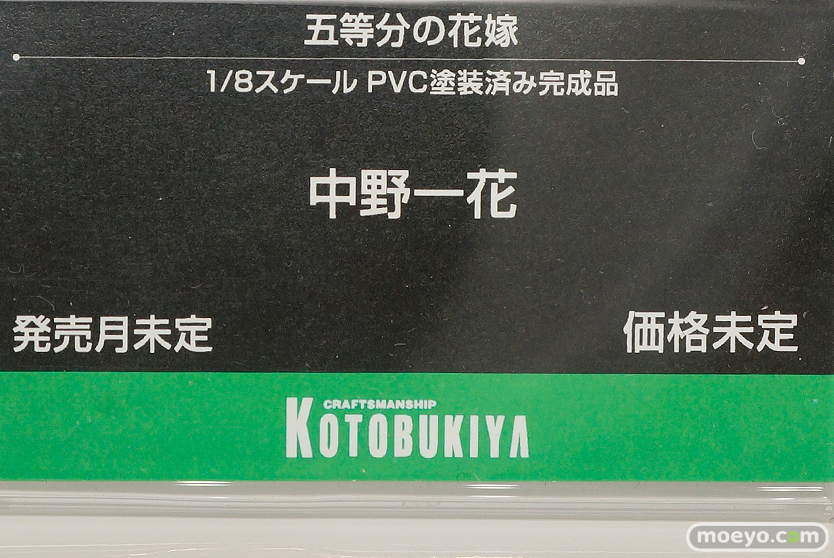 五等分の花嫁
1/8スケール PVC塗装済み完成品
中野一花
発売月未定 価格未定
CRAFTSMANSHIP
KOTOBUKIYA
moeyo.com